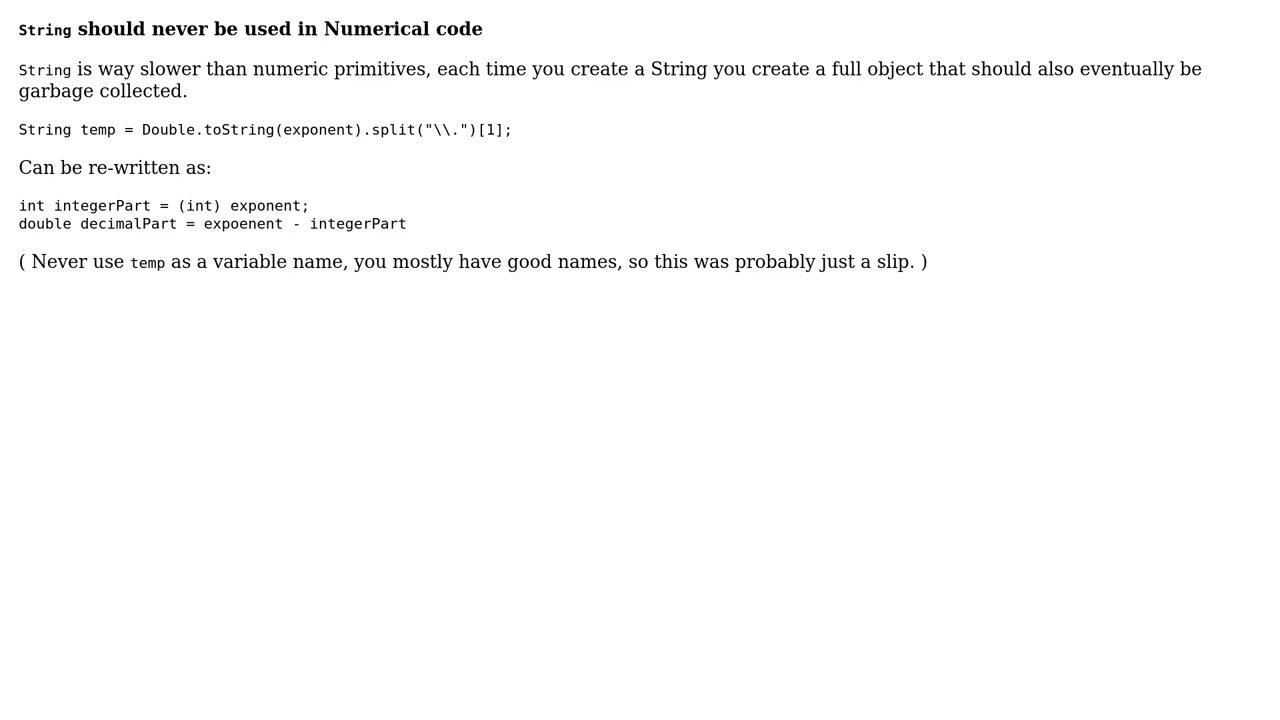 String should never be used in Numerical code
String is way slower than numeric primitives, each time you create a String you create a full object that should also eventually be
garbage collected.
String temp = Double.toString(exponent).split("\\.")[1];
Can be re-written as:
int integerPart = (int) exponent;
double decimalPart = expoenent - integerPart
( Never use temp as a variable name, you mostly have good names, so this was probably just a slip. )